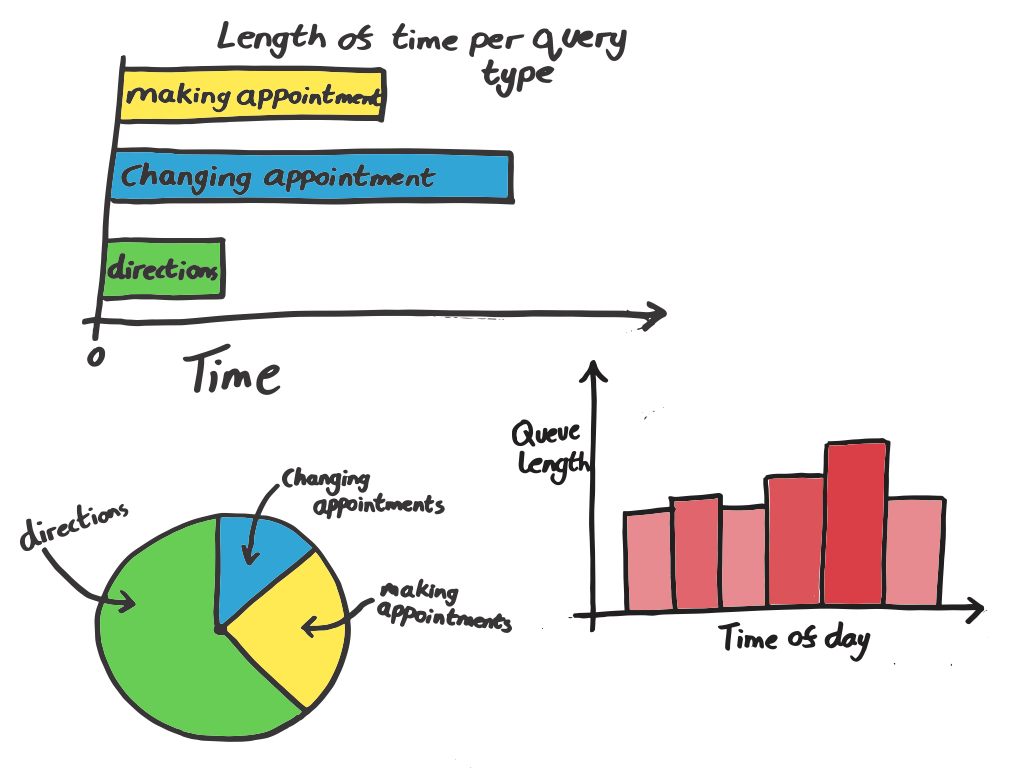 Length of time per query
type
making appointment
Changing appointment
directions
0
Time
Queue
length
Time of day
Changing
appointments
directions
making
appointments